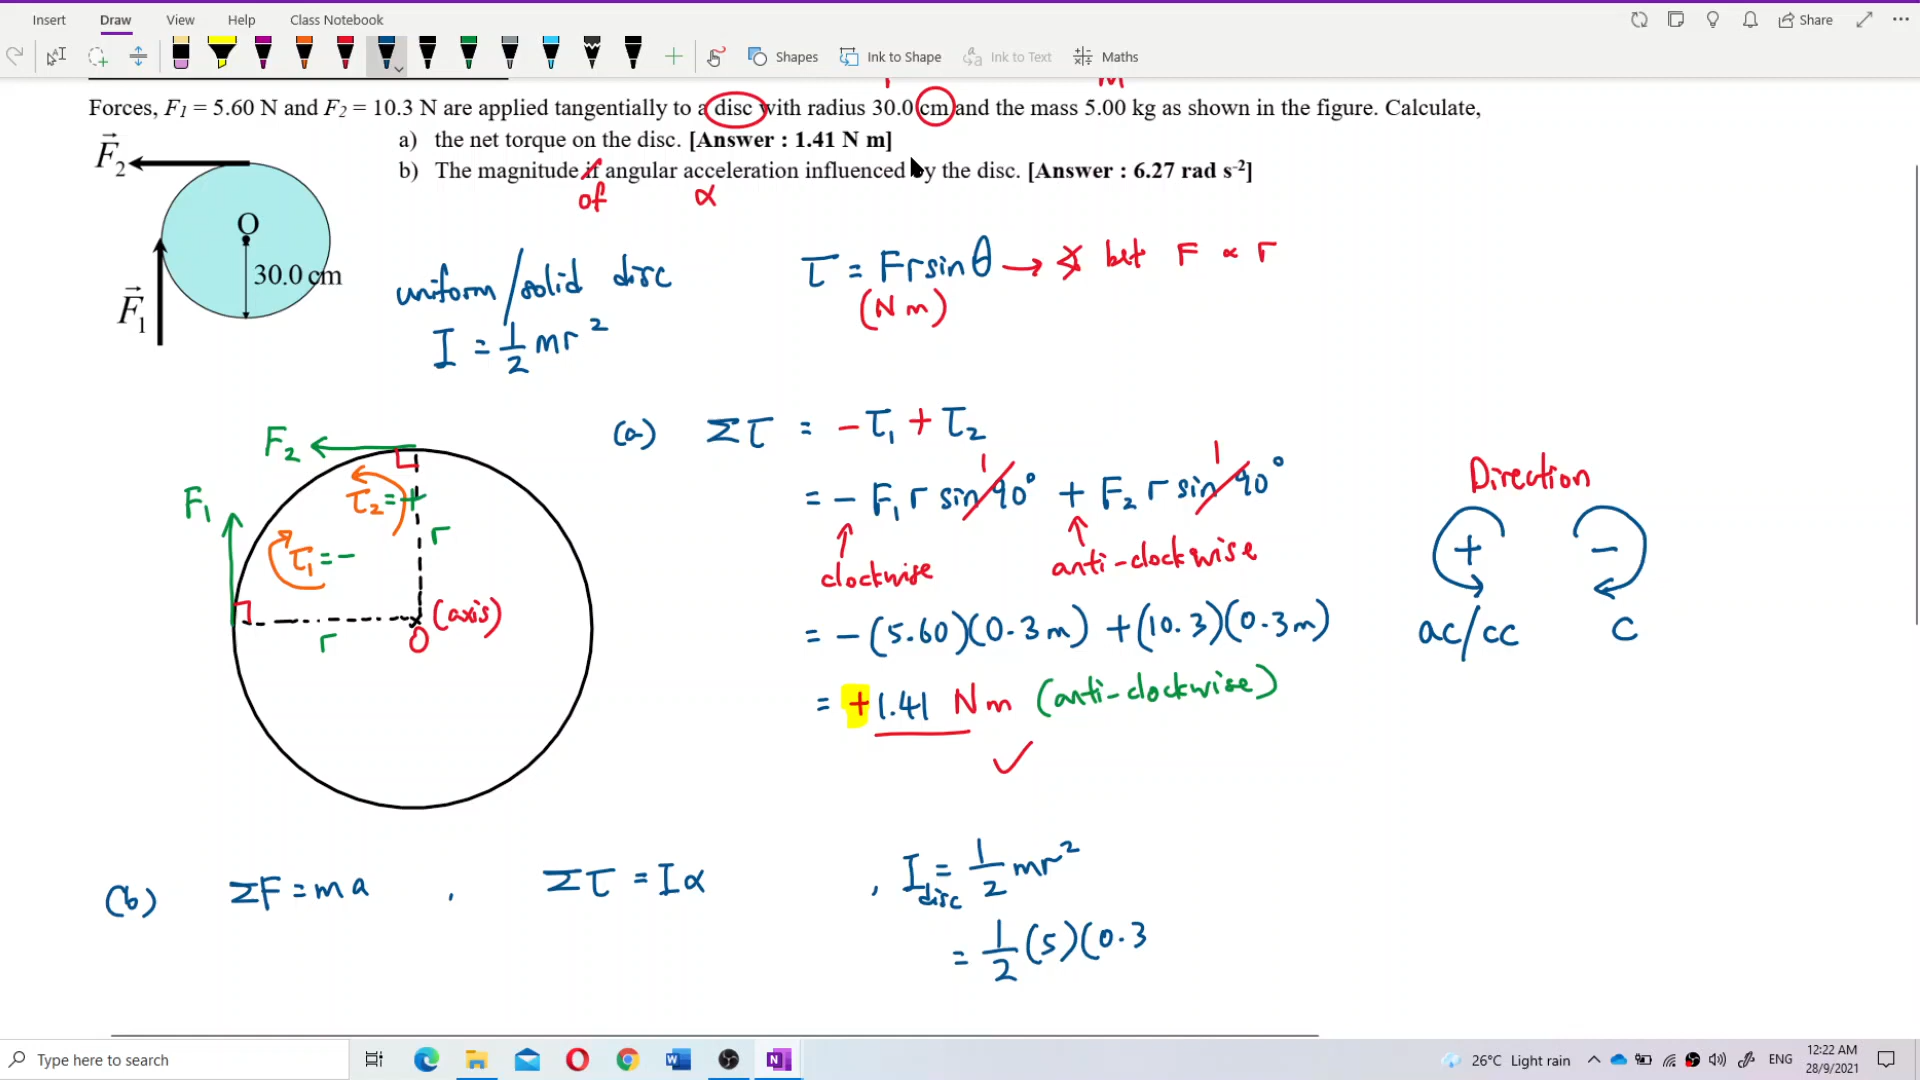 Insert Draw View Help Class Notebook Share
Shapes Ink to Shape Ink to Text Maths
m
Forces, F1 = 5.60 N and F2 = 10.3 N are applied tangentially to a disc with radius 30.0 cm and the mass 5.00 kg as shown in the figure. Calculate,
a) the net torque on the disc. [Answer : 1.41 N m]
b) The magnitude if angular acceleration influenced by the disc. [Answer : 6.27 rad s-2]
of α
F2
O
30.0 cm
F1
uniform/solid disc
I = 1/2 mr²
τ = Fr sin θ → ∡ bet F & r
(N m)
F2
F1
τ2 = +
r
τ1 = -
r
O (axis)
(a) Στ = - τ1 + τ2
= - F1 r sin 90° 1 + F2 r sin 90° 1
clockwise anti-clockwise
= - (5.60)(0.3m) + (10.3)(0.3m)
= +1.41 Nm (anti-clockwise)
✓
Direction
+ -
ac/cc c
(b) ΣF = ma , Στ = Iα , I disc = 1/2 mr²
= 1/2 (5)(0.3
Type here to search
26°C Light rain ENG 12:22 AM
28/9/2021